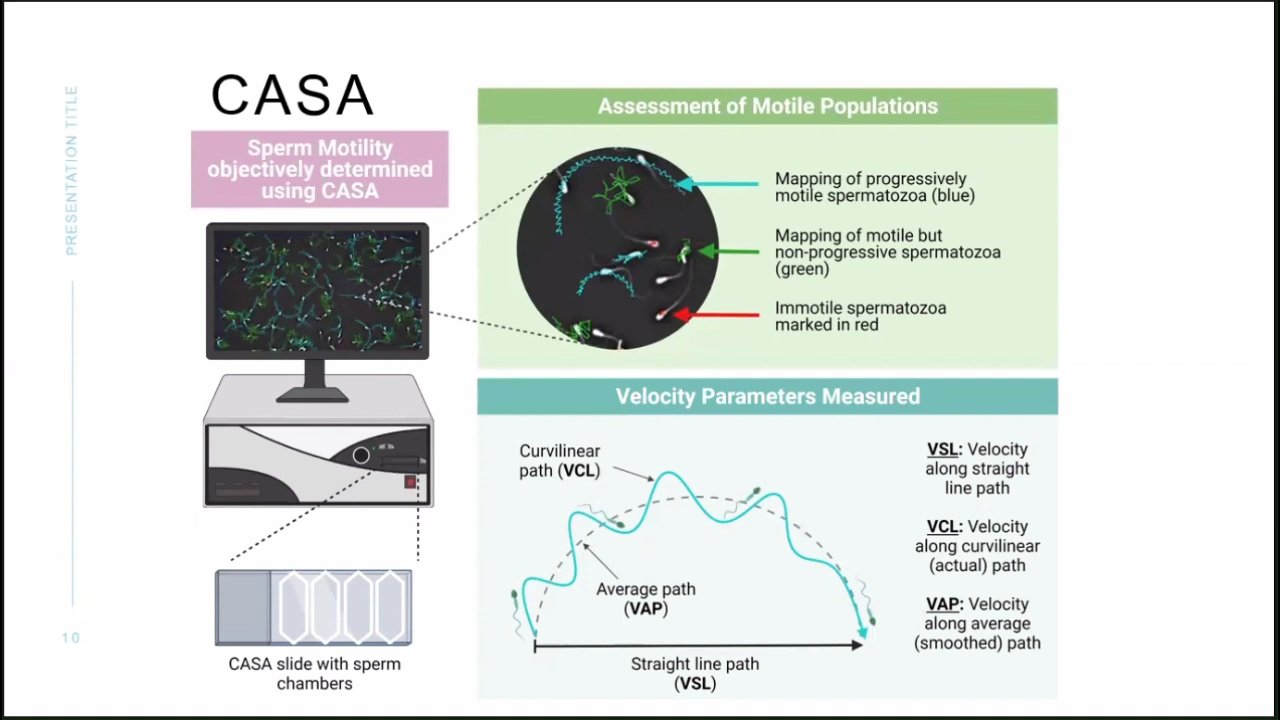 PRESENTATION TITLE
10
CASA
Sperm Motility
objectively determined
using CASA
CASA slide with sperm
chambers
Assessment of Motile Populations
Mapping of progressively
motile spermatozoa (blue)
Mapping of motile but
non-progressive spermatozoa
(green)
Immotile spermatozoa
marked in red
Velocity Parameters Measured
Curvilinear
path (VCL)
Average path
(VAP)
Straight line path
(VSL)
VSL: Velocity
along straight
line path
VCL: Velocity
along curvilinear
(actual) path
VAP: Velocity
along average
(smoothed) path